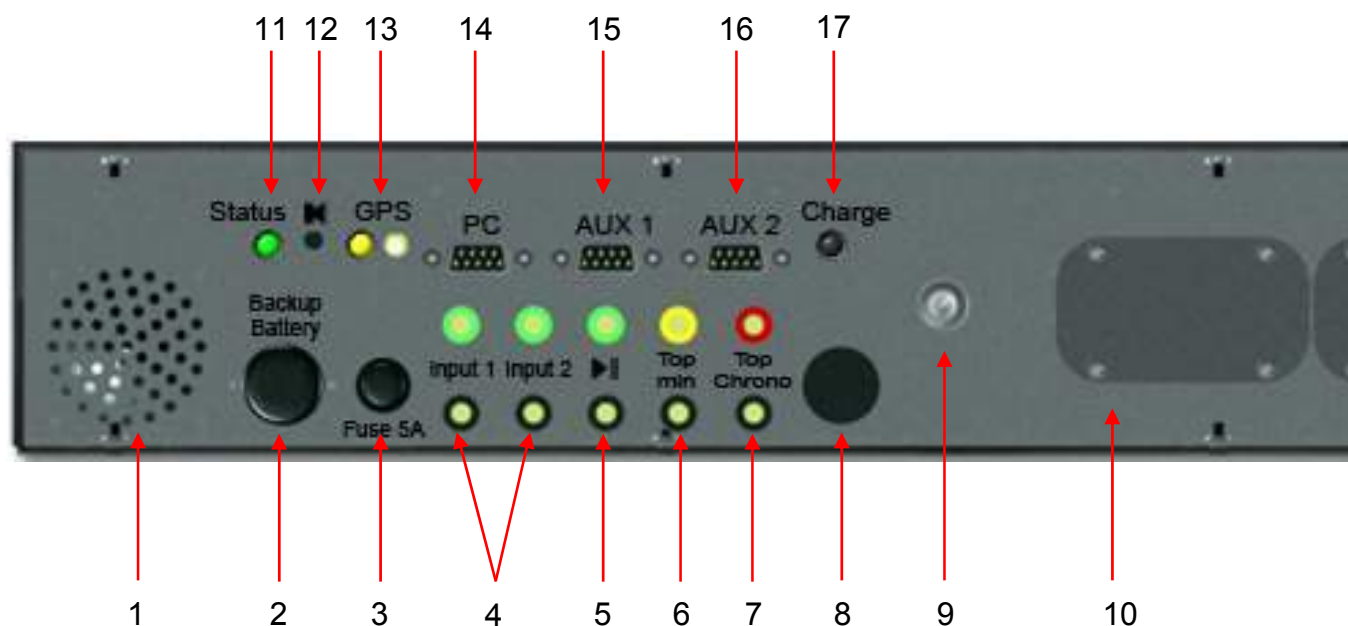 11 12 13 14 15 16 17
Status GPS PC AUX 1 AUX 2 Charge
Backup
Battery
Input 1 Input 2 Top
min Top
Chrono
Fuse 5A
1 2 3 4 5 6 7 8 9 10